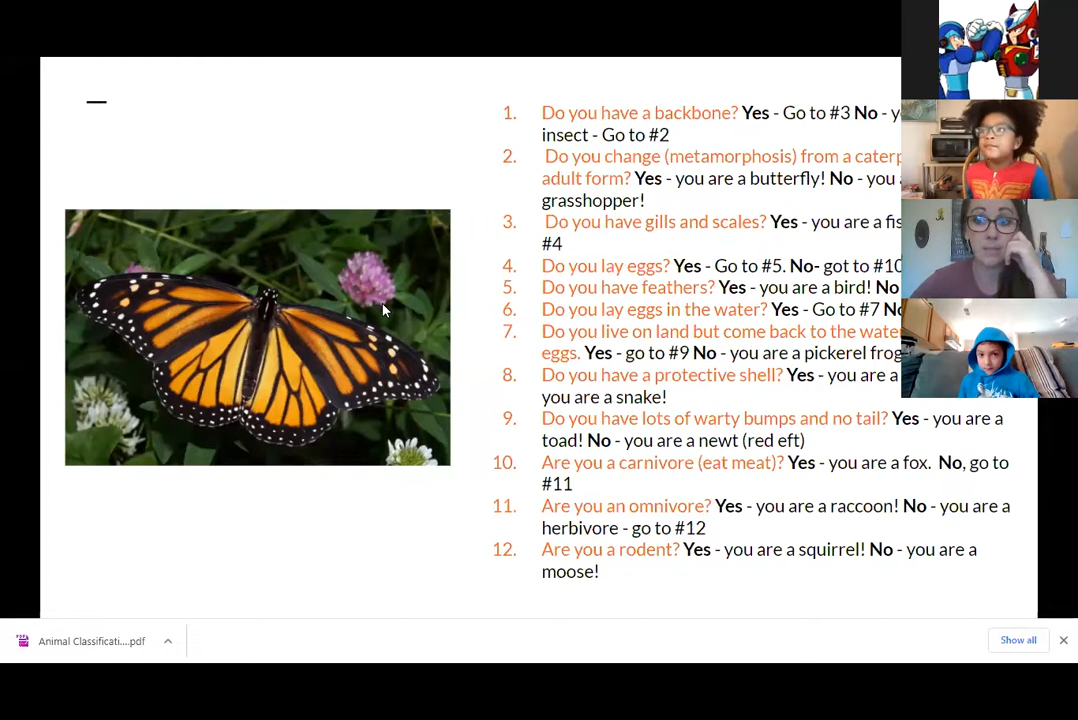 1. Do you have a backbone? Yes - Go to #3 No -
insect - Go to #2
2. Do you change (metamorphosis) from a
adult form? Yes - you are a butterfly! No - you
grasshopper!
3. Do you have gills and scales? Yes - you are a
#4
4. Do you lay eggs? Yes - Go to #5. No- got to #10
5. Do you have feathers? Yes - you are a bird! No
6. Do you lay eggs in the water? Yes - Go to #7
7. Do you live on land but come back to the
eggs. Yes - go to #9 No - you are a pickerel frog
8. Do you have a protective shell? Yes - you are a
you are a snake!
9. Do you have lots of warty bumps and no tail? Yes - you are a
toad! No - you are a newt (red eft)
10. Are you a carnivore (eat meat)? Yes - you are a fox. No, go to
#11
11. Are you an omnivore? Yes - you are a raccoon! No - you are a
herbivore - go to #12
12. Are you a rodent? Yes - you are a squirrel! No - you are a
moose!
Animal Classificati....pdf
Show all